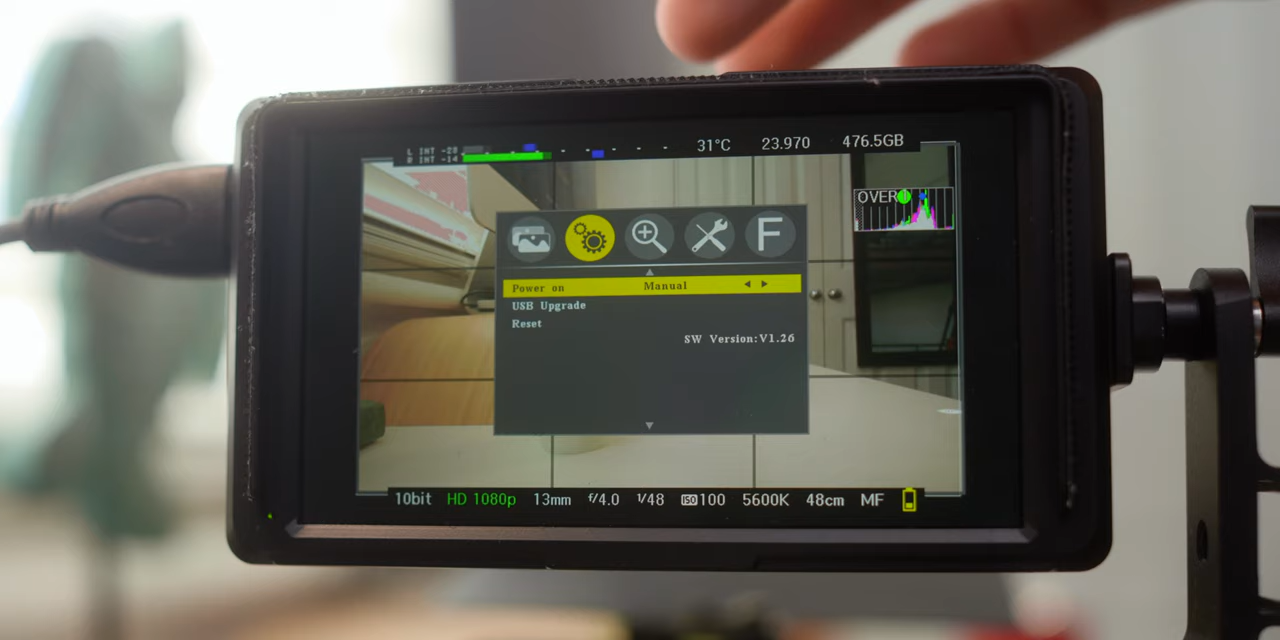 L INT -28
R INT -14
31°C 23.970 476.5GB
OVER
F
Power on Manual
USB Upgrade
Reset
SW Version:V1.26
10bit HD 1080p 13mm f/4.0 1/48 ISO100 5600K 48cm MF